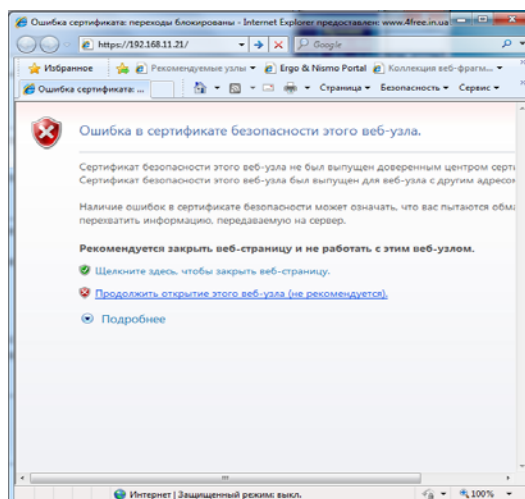 Ошибка сертификата: переходы блокированы - Internet Explorer предоставлен: www.4free.in.ua
https://192.168.11.21/
Google
Избранное
Рекомендуемые узлы
Ergo & Nismo Portal
Коллекция веб-фрагм...
Ошибка сертификата: ...
Страница
Безопасность
Сервис
Ошибка в сертификате безопасности этого веб-узла.
Сертификат безопасности этого веб-узла не был выпущен доверенным центром серти
Сертификат безопасности этого веб-узла был выпущен для веб-узла с другим адресом
Наличие ошибок в сертификате безопасности может означать, что вас пытаются обма
перехватить информацию, передаваемую на сервер.
Рекомендуется закрыть веб-страницу и не работать с этим веб-узлом.
Щелкните здесь, чтобы закрыть веб-страницу.
Продолжить открытие этого веб-узла (не рекомендуется).
Подробнее
Интернет | Защищенный режим: выкл.
100%